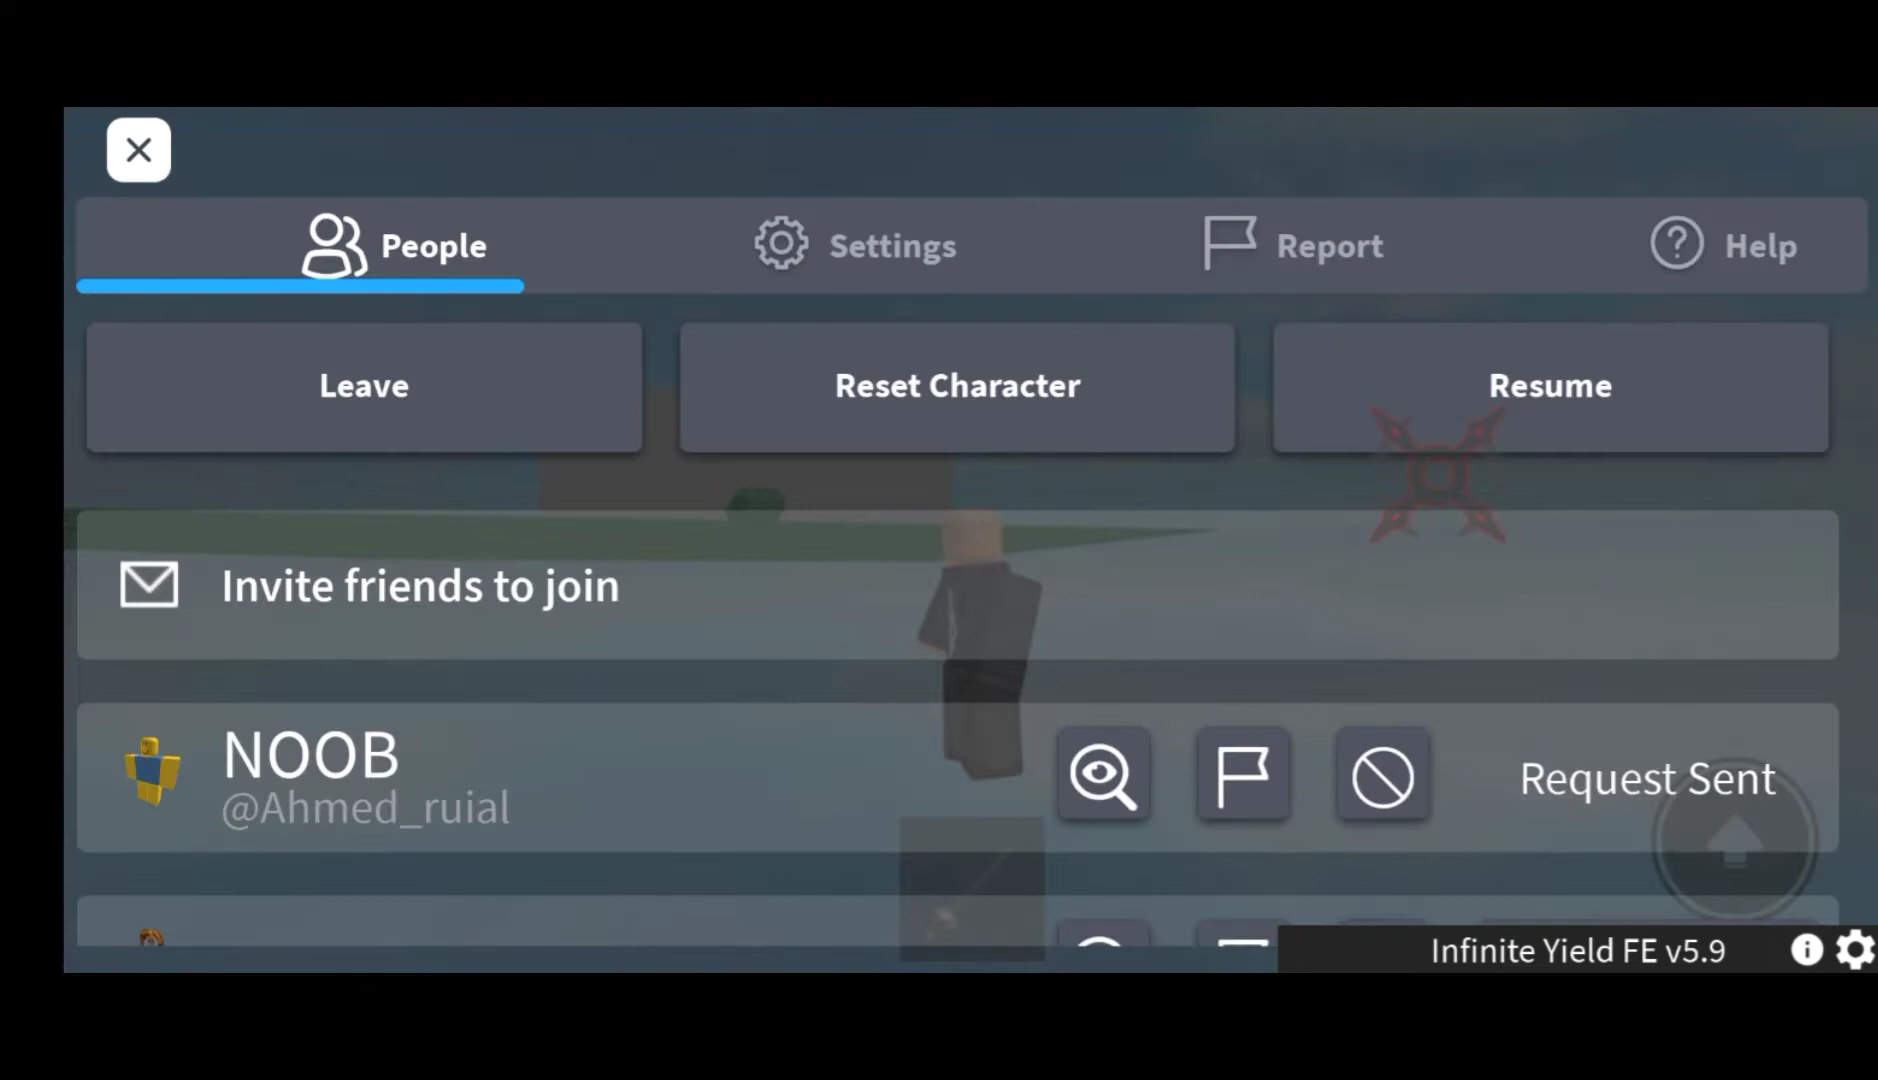 People
Settings
Report
Help
Leave
Reset Character
Resume
Invite friends to join
NOOB
@Ahmed_ruial
Request Sent
Infinite Yield FE v5.9